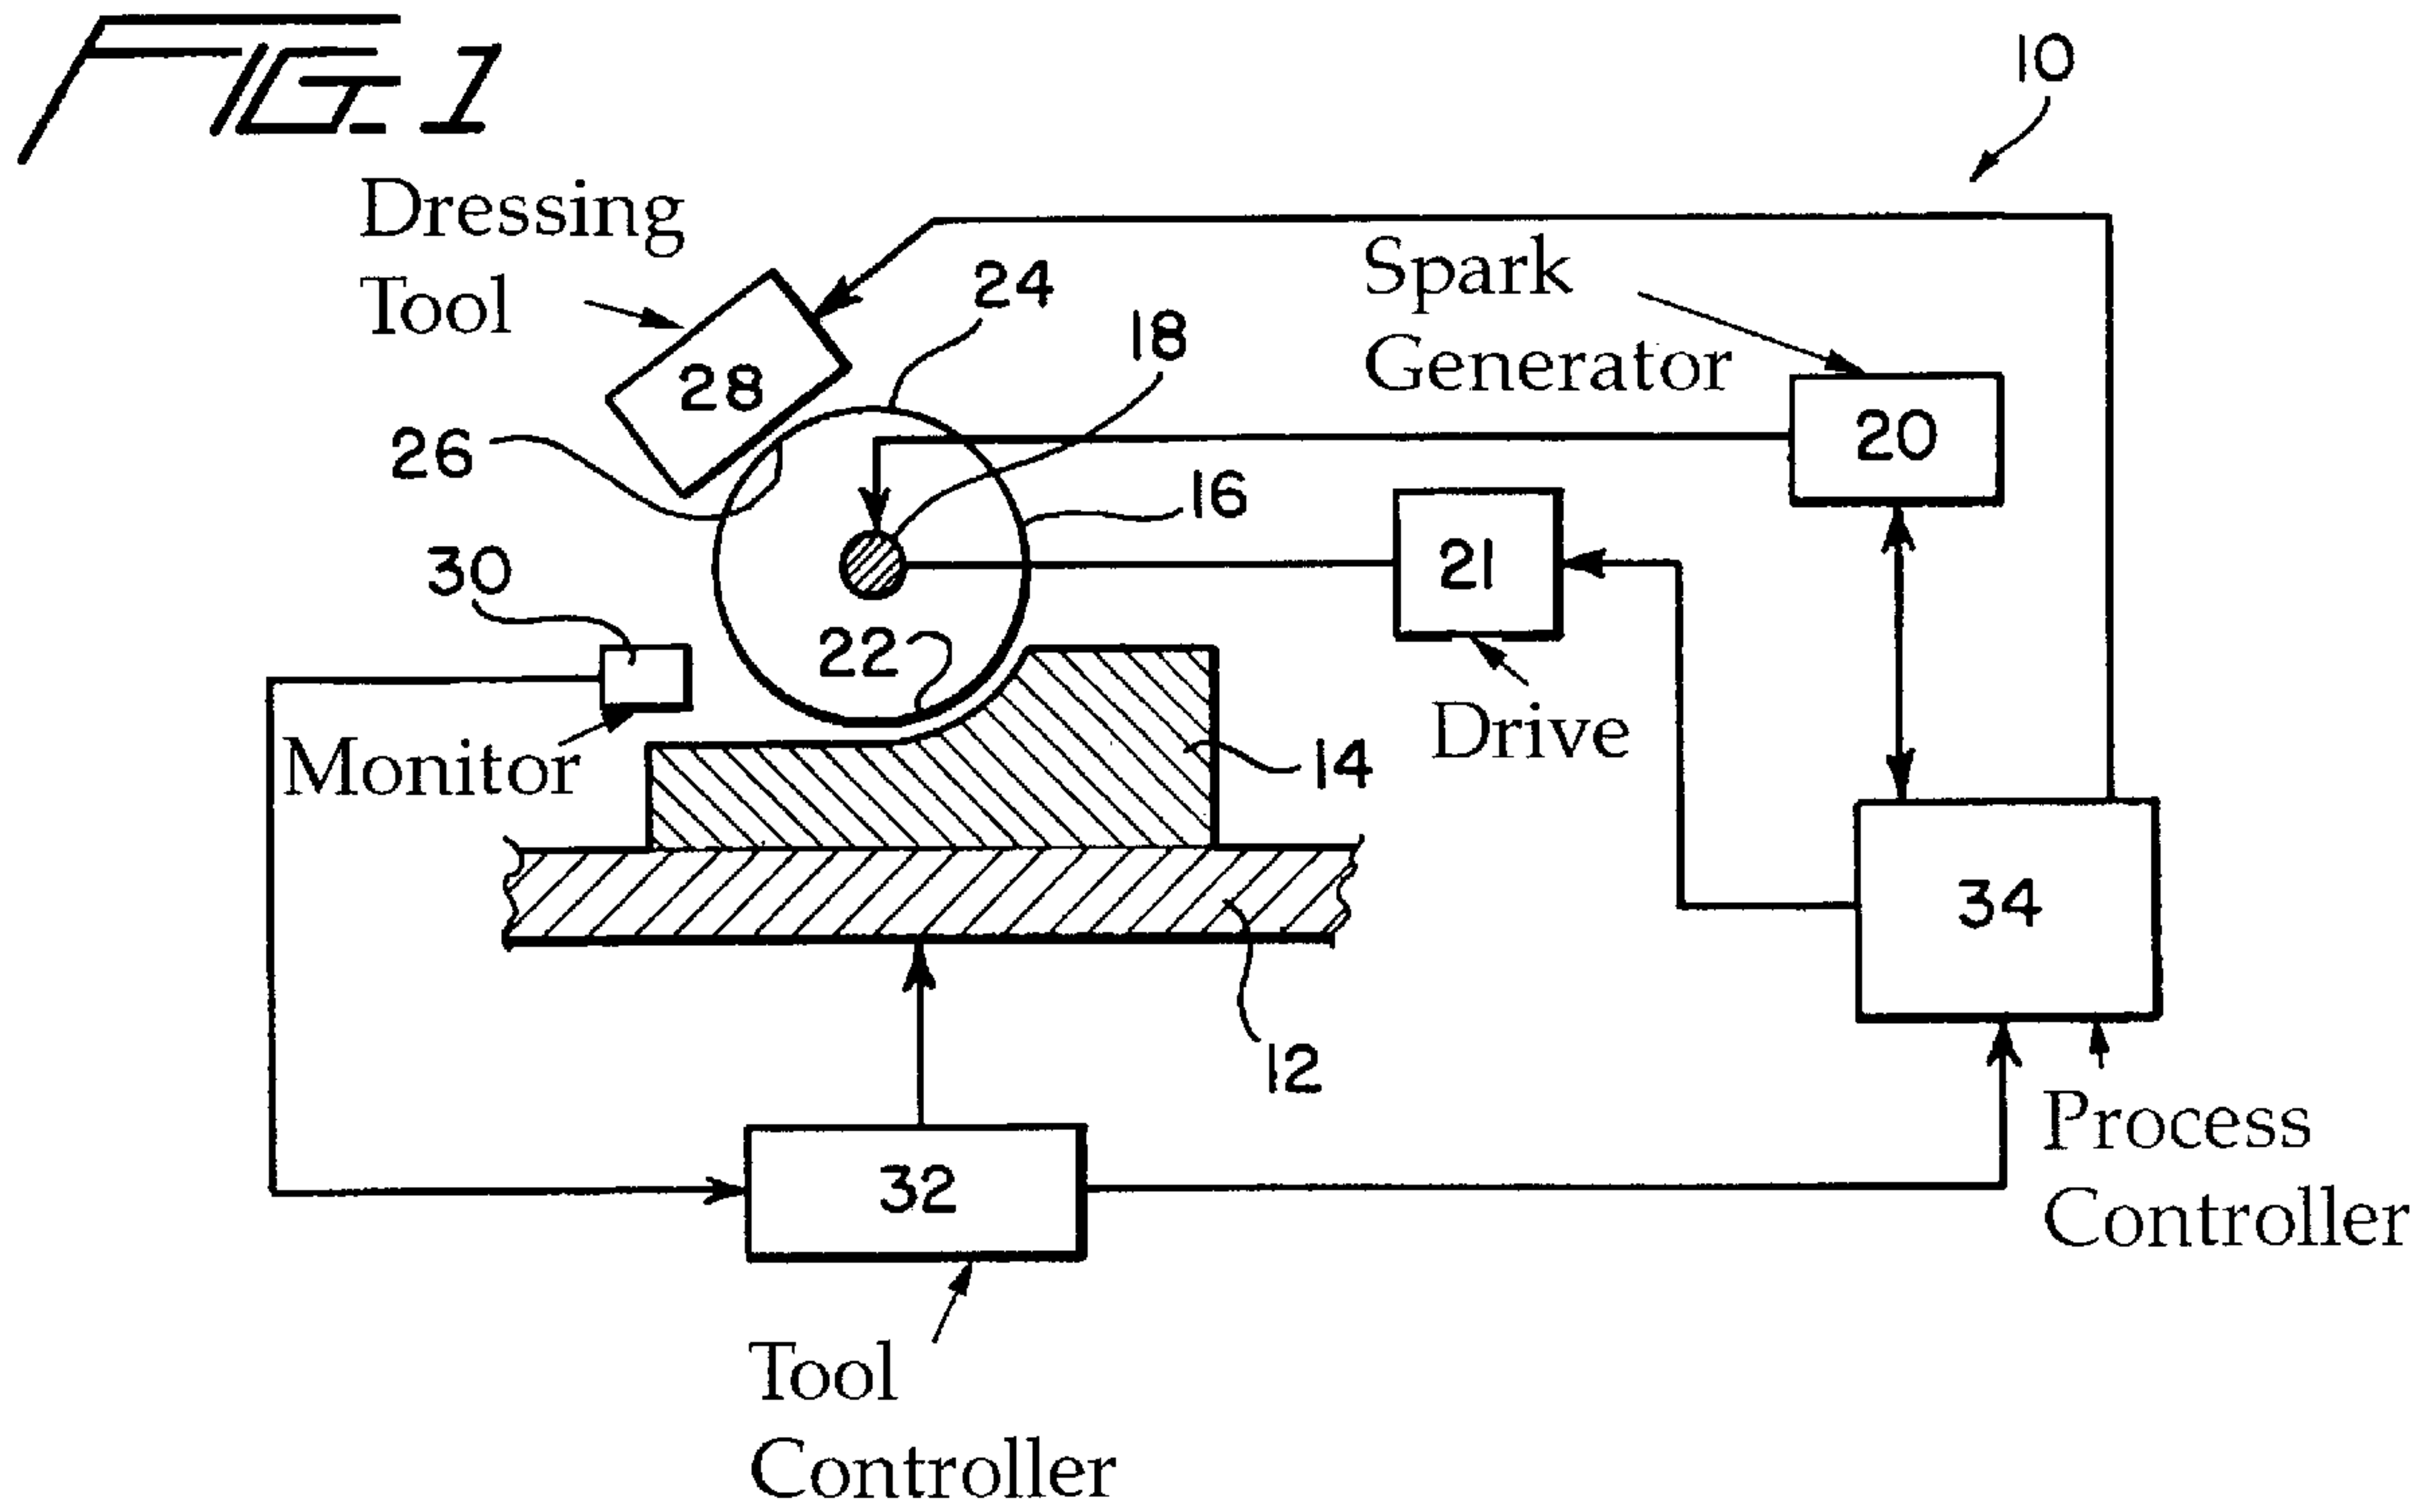 FIG. 1
10
Dressing
Tool
24
Spark
Generator
18
28
20
26
16
21
30
22
Monitor
Drive
14
34
12
Process
Controller
32
Tool
Controller